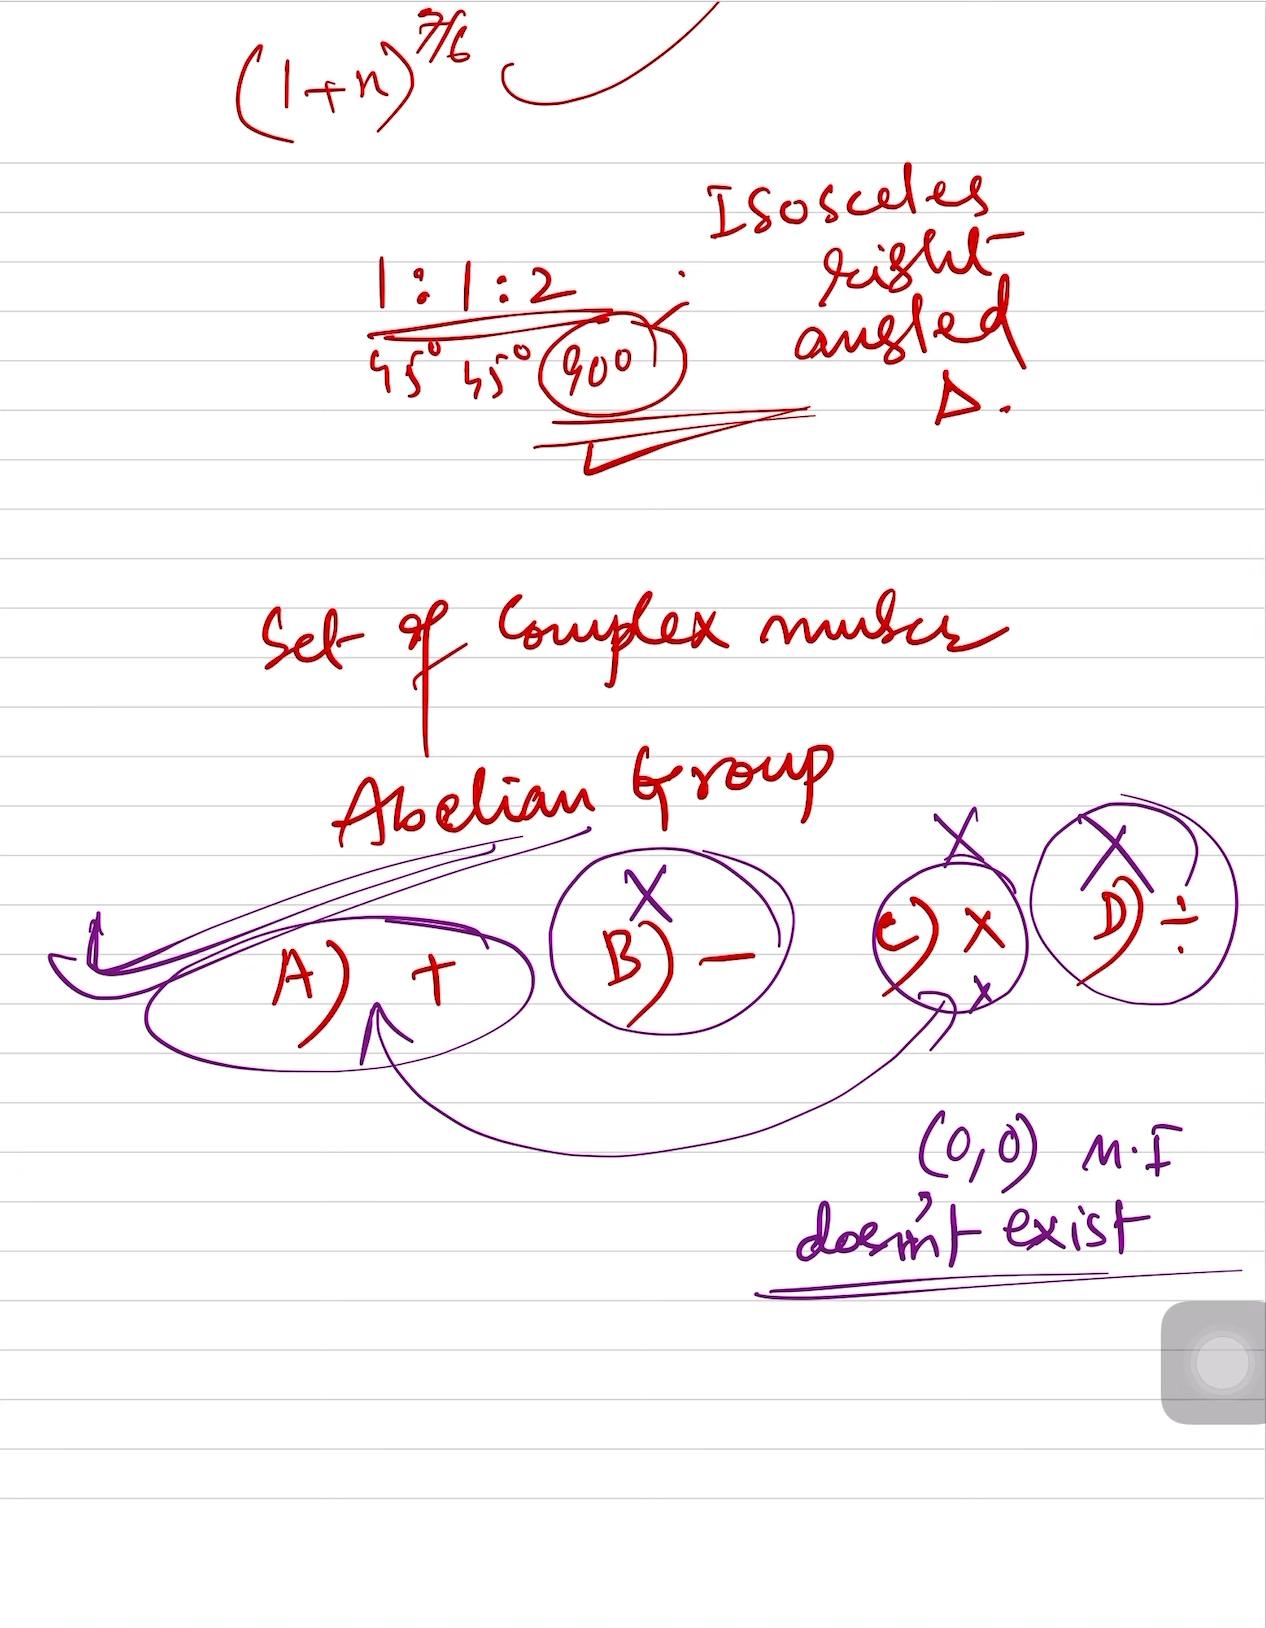 (1+n)^7/6
Isosceles
right
angled
Δ.
1:1:2
45° 45° 90°
Set of Complex number
Abelian Group
A) + B) − C) × D) ÷
(0,0) M.I
doesn't exist